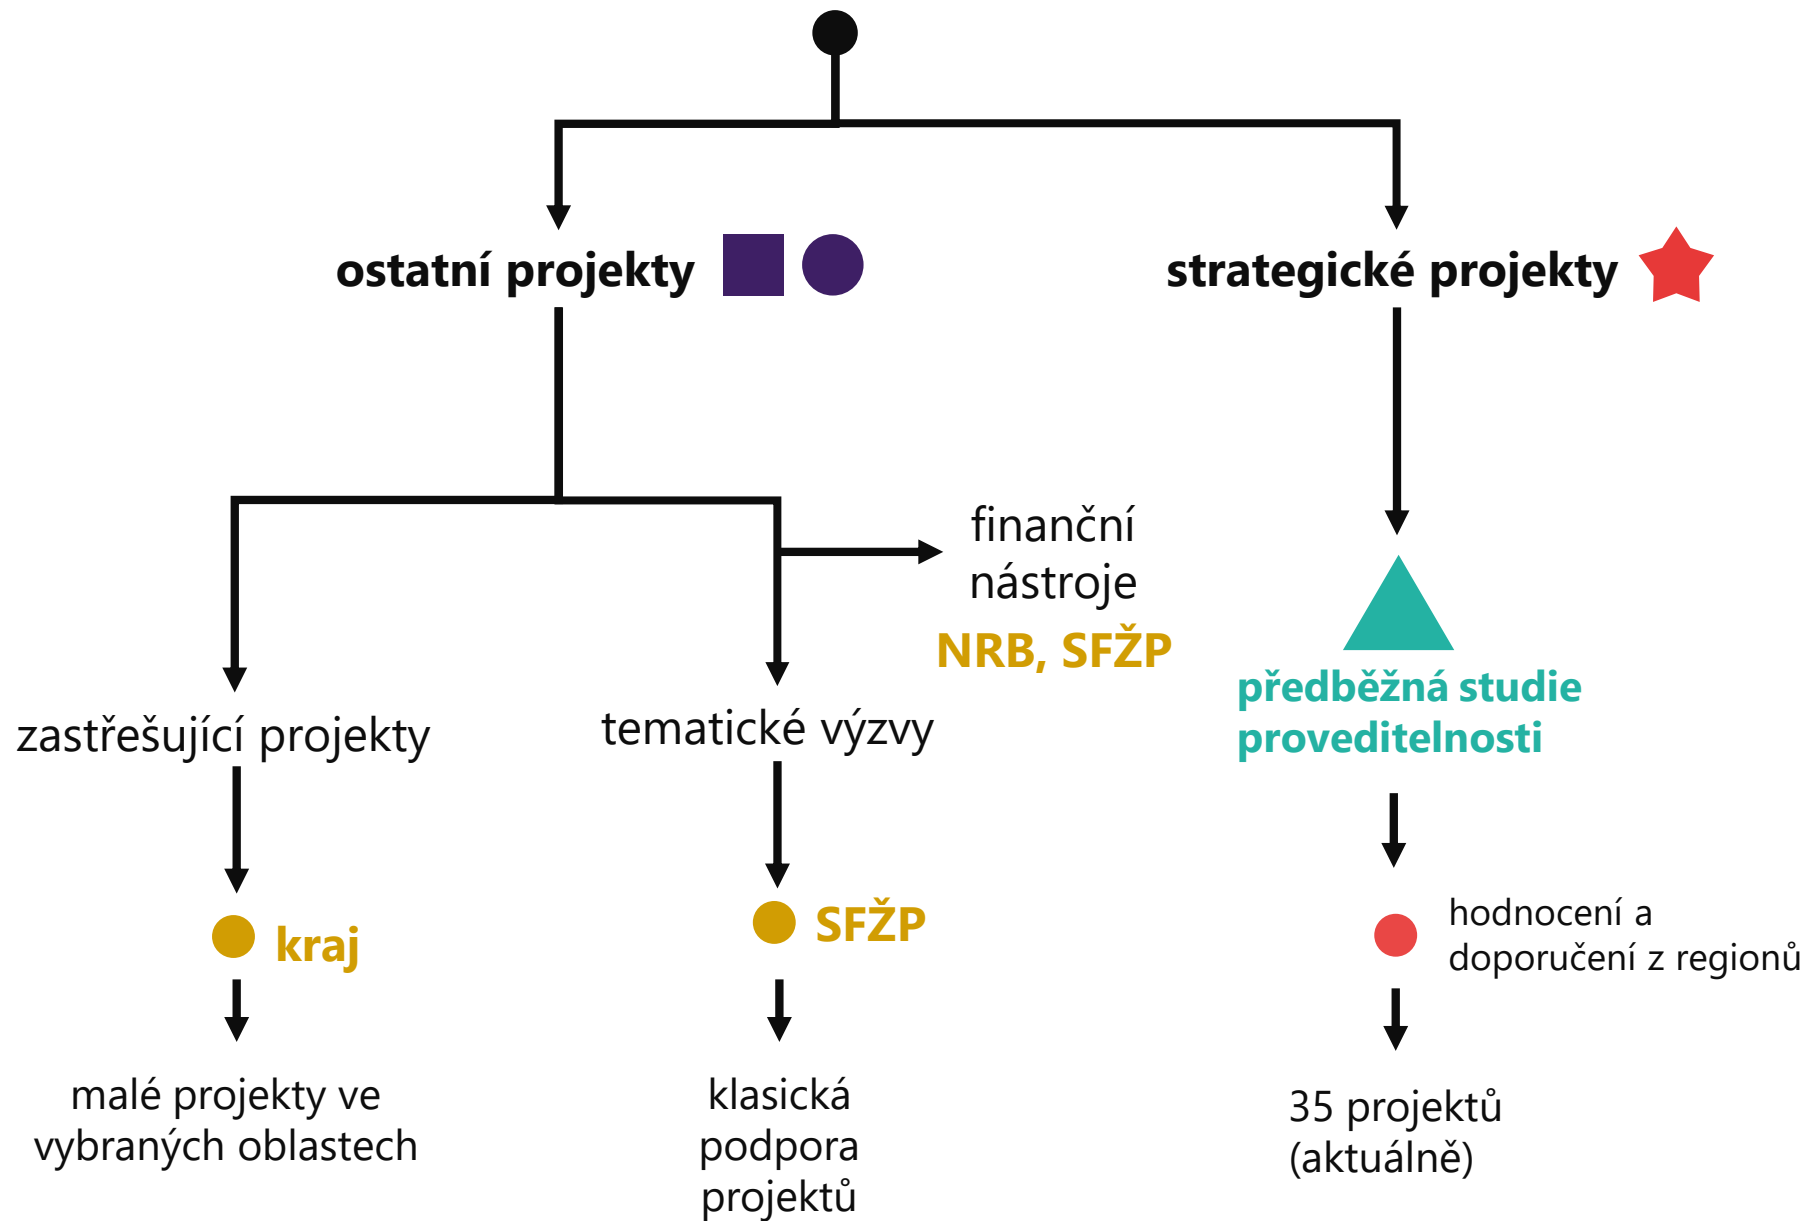 ostatní projekty
strategické projekty
finanční
nástroje
NRB, SFŽP
zastřešující projekty
tematické výzvy
předběžná studie
proveditelnosti
kraj
SFŽP
hodnocení a
doporučení z regionů
malé projekty ve
vybraných oblastech
klasická
podpora
projektů
35 projektů
(aktuálně)